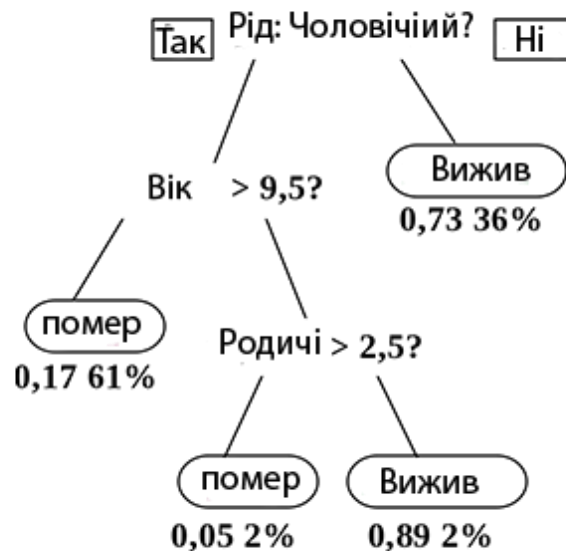 Так Рід: Чоловічіий? Ні
Вік > 9,5?
Вижив
0,73 36%
помер
0,17 61%
Родичі > 2,5?
помер
0,05 2%
Вижив
0,89 2%